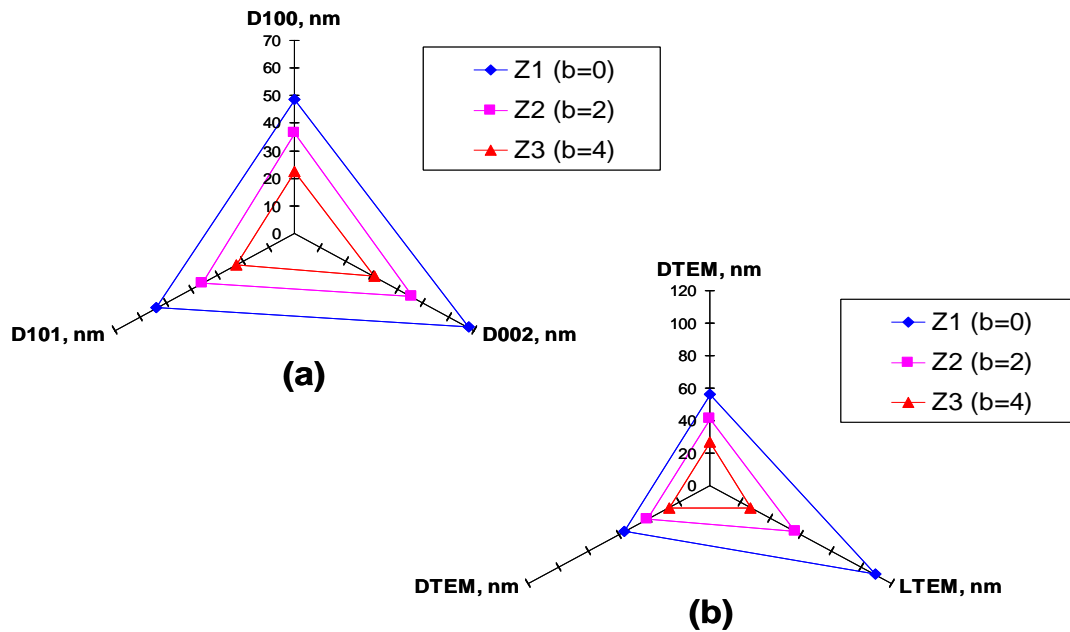 D100, nm
70
60
50
40
30
20
10
0
D101, nm
D002, nm
Z1 (b=0)
Z2 (b=2)
Z3 (b=4)
(a)
DTEM, nm
120
100
80
60
40
20
0
DTEM, nm
LTEM, nm
Z1 (b=0)
Z2 (b=2)
Z3 (b=4)
(b)